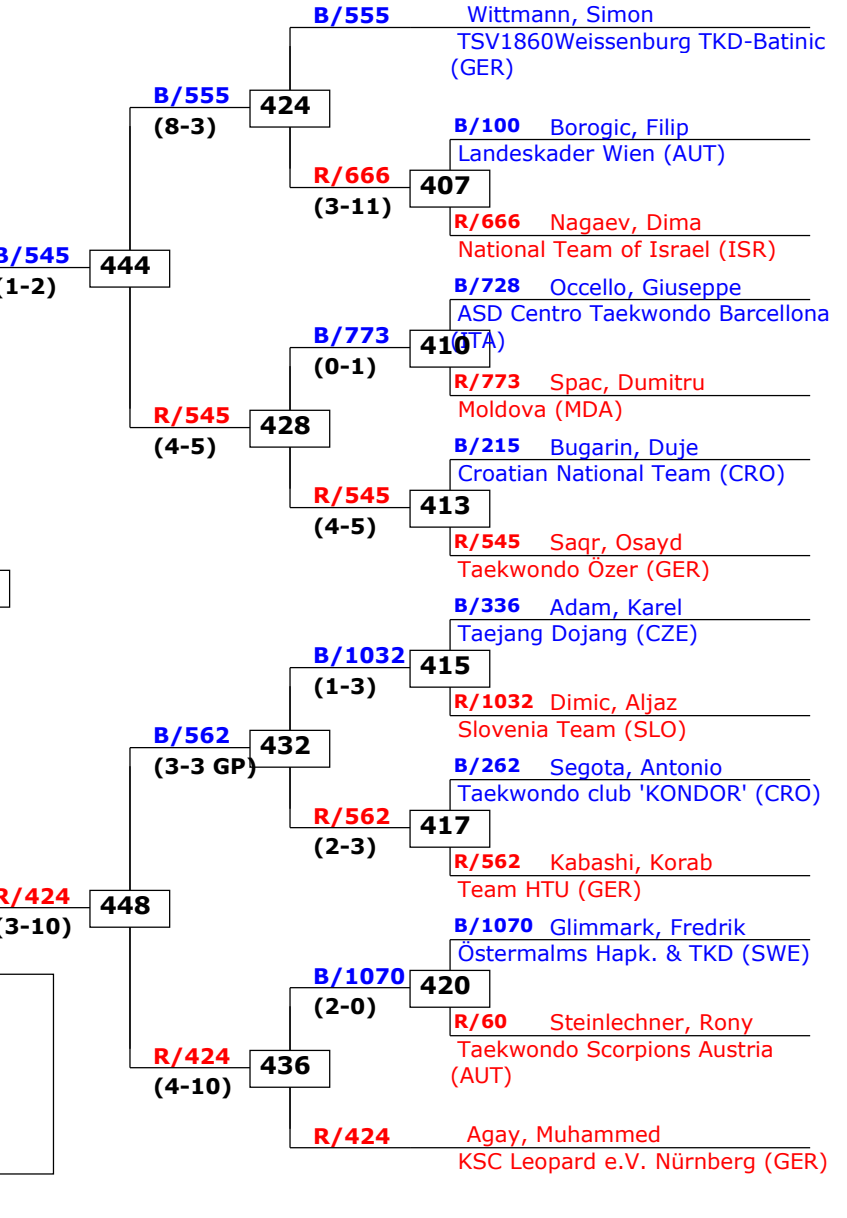 B/555 Wittmann, Simon
TSV1860Weissenburg TKD-Batinic
(GER)
B/555 424
(8-3)
B/100 Borogic, Filip
Landeskader Wien (AUT)
R/666 407
(3-11)
R/666 Nagaev, Dima
National Team of Israel (ISR)
B/545 444
(1-2)
B/728 Occello, Giuseppe
ASD Centro Taekwondo Barcellona
(ITA)
B/773 410
(0-1)
R/773 Spac, Dumitru
Moldova (MDA)
R/545 428
(4-5)
B/215 Bugarin, Duje
Croatian National Team (CRO)
R/545 413
(4-5)
R/545 Saqr, Osayd
Taekwondo Özer (GER)
B/336 Adam, Karel
Taejang Dojang (CZE)
B/1032 415
(1-3)
R/1032 Dimic, Aljaz
Slovenia Team (SLO)
B/562 432
(3-3 GP)
B/262 Segota, Antonio
Taekwondo club 'KONDOR' (CRO)
R/562 417
(2-3)
R/562 Kabashi, Korab
Team HTU (GER)
R/424 448
(3-10)
B/1070 Glimmark, Fredrik
Östermalms Hapk. & TKD (SWE)
B/1070 420
(2-0)
R/60 Steinlechner, Rony
Taekwondo Scorpions Austria
(AUT)
R/424 436
(4-10)
R/424 Agay, Muhammed
KSC Leopard e.V. Nürnberg (GER)